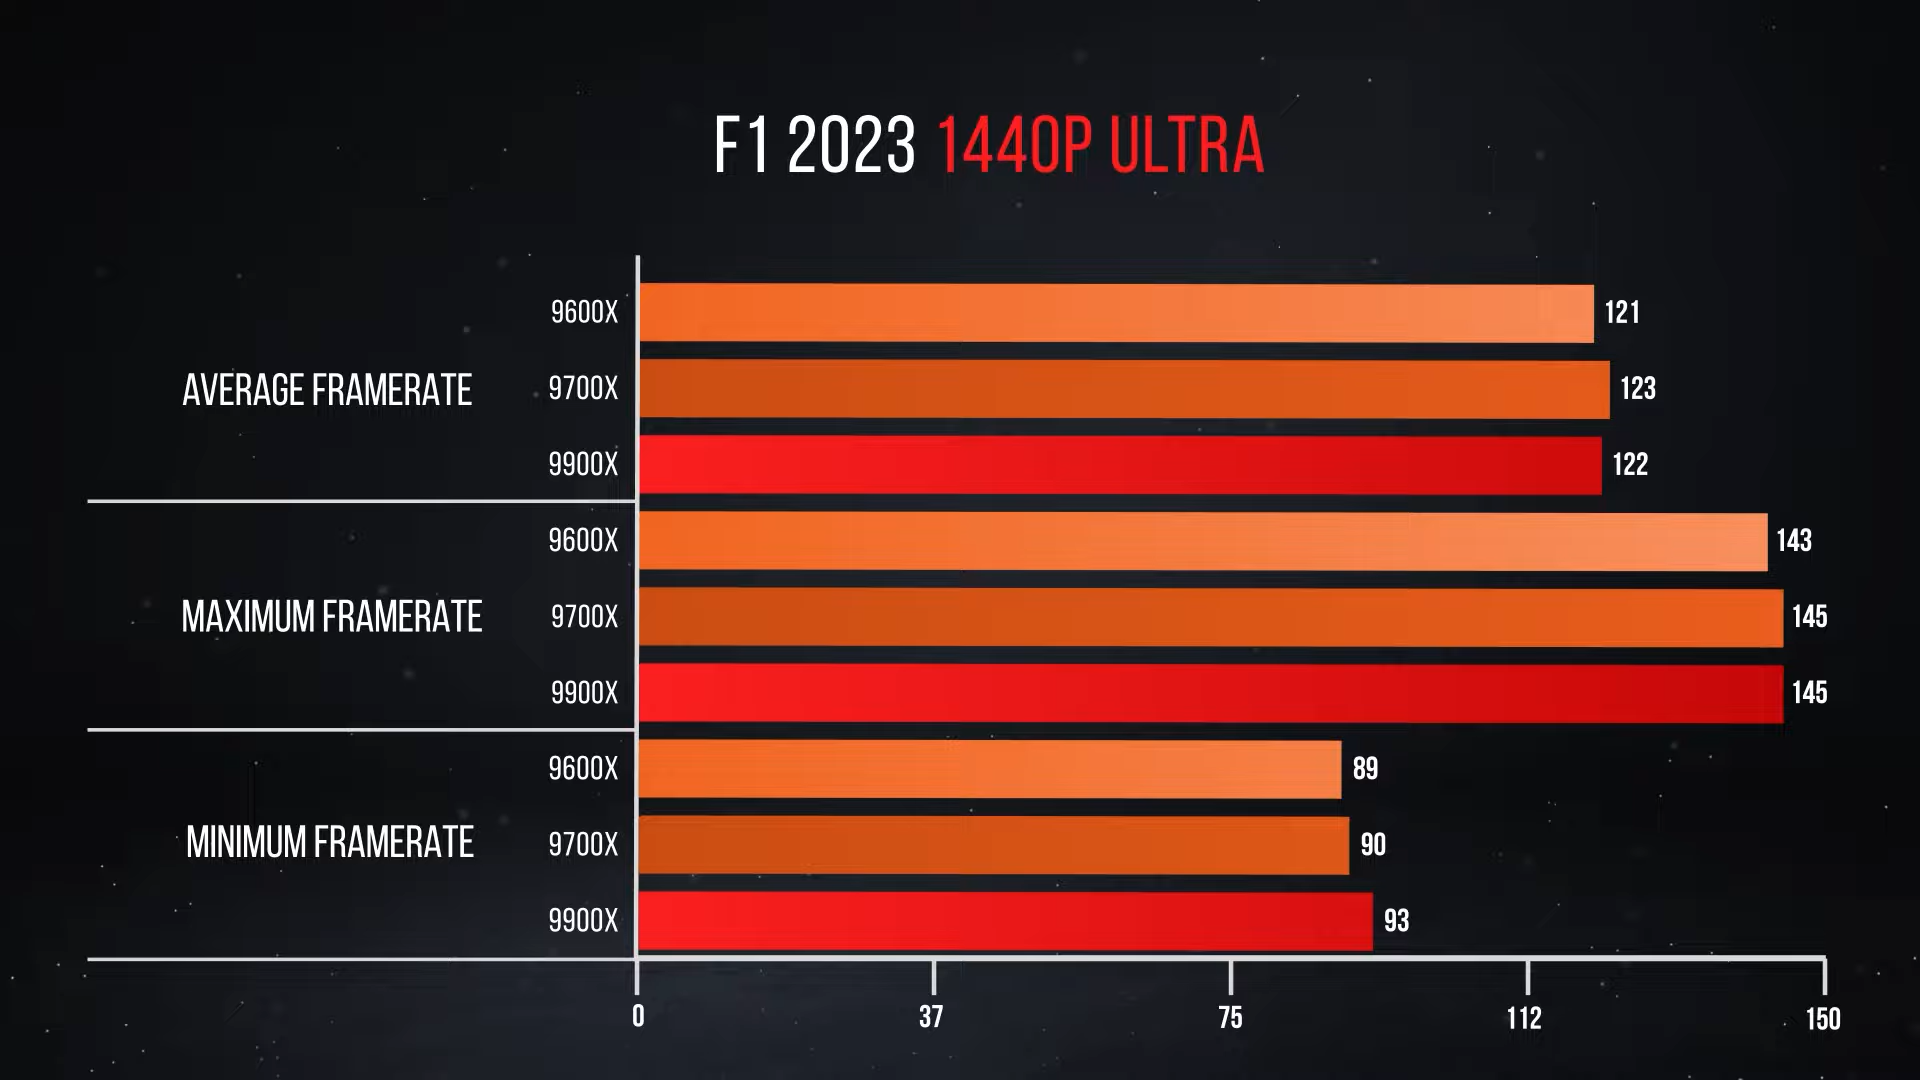 F1 2023 1440P ULTRA
AVERAGE FRAMERATE
9600X 121
9700X 123
9900X 122
MAXIMUM FRAMERATE
9600X 143
9700X 145
9900X 145
MINIMUM FRAMERATE
9600X 89
9700X 90
9900X 93
0 37 75 112 150